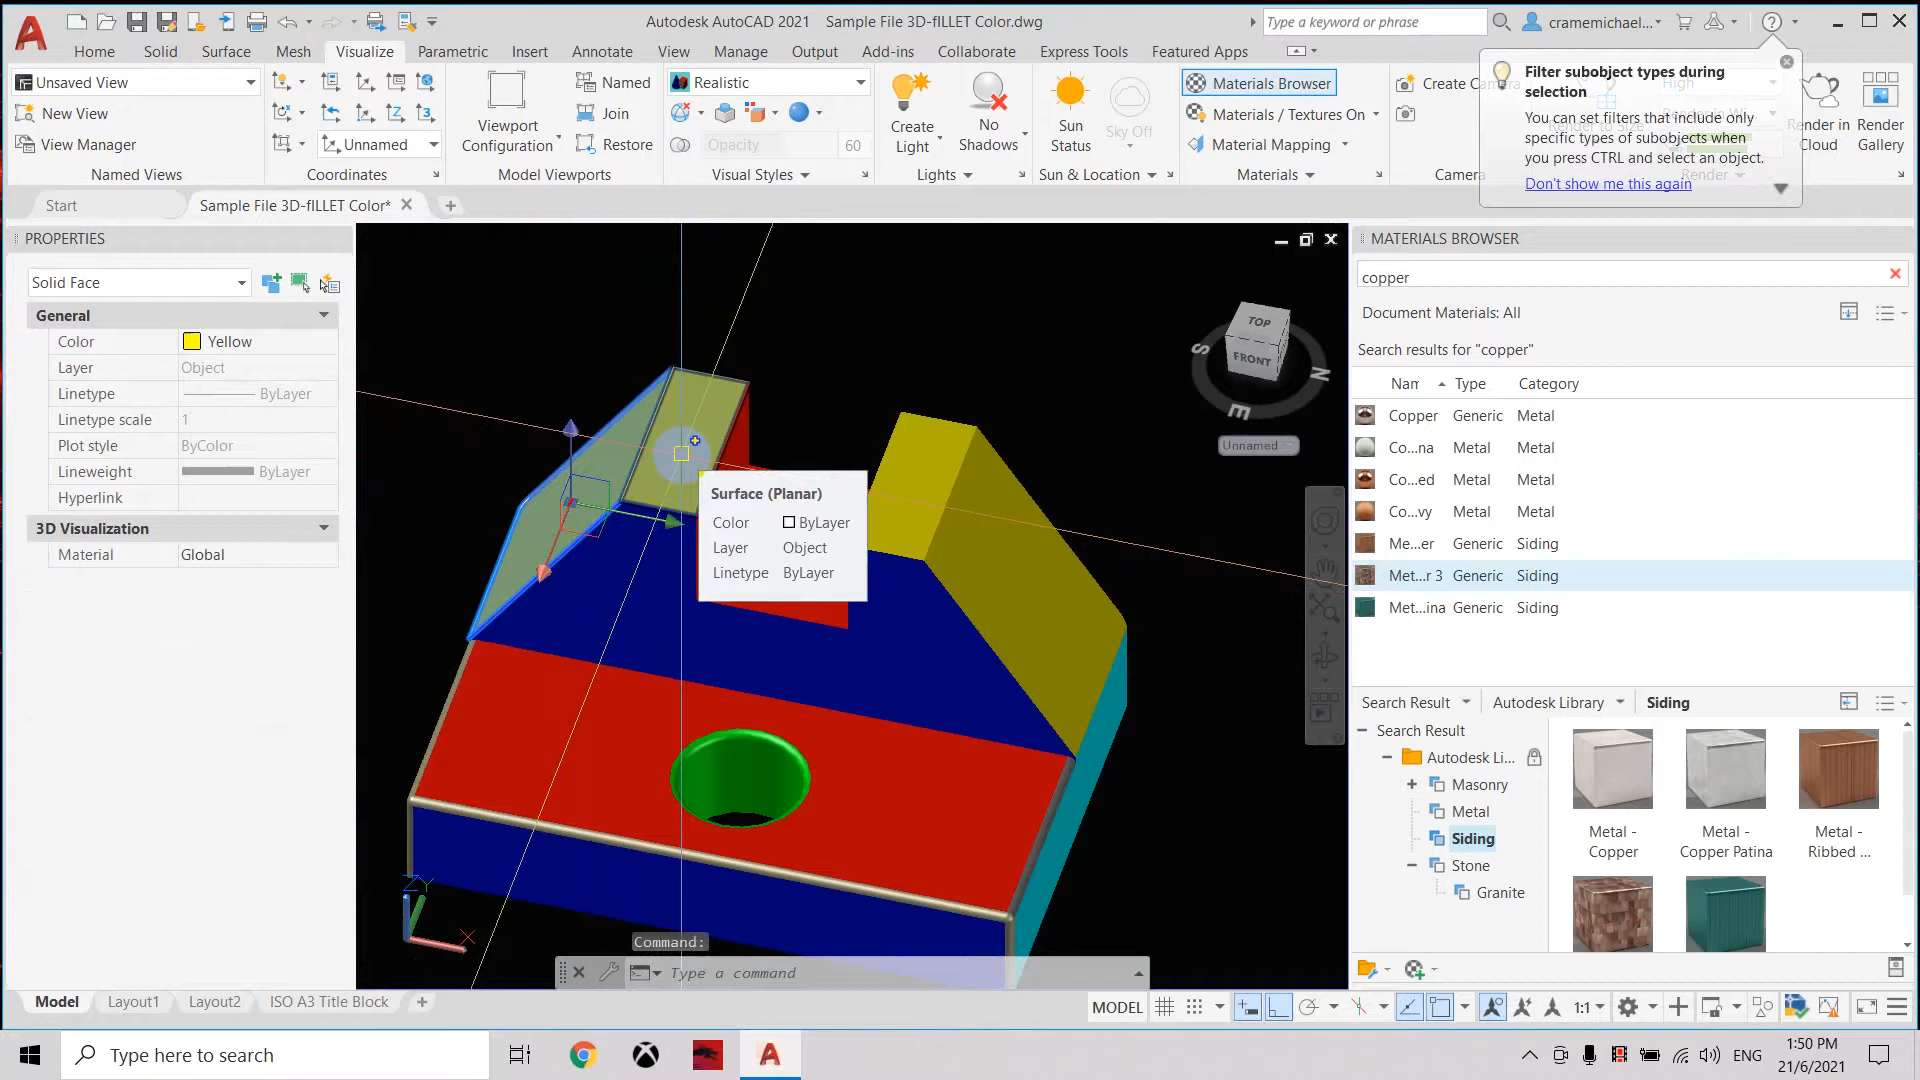 Autodesk AutoCAD 2021 Sample File 3D-fILLET Color.dwg
Type a keyword or phrase
cramemichael...
Home Solid Surface Mesh Visualize Parametric Insert Annotate View Manage Output Add-ins Collaborate Express Tools Featured Apps
Unsaved View
New View
View Manager
Named Views
Unnamed
Coordinates
Viewport
Configuration
Named
Join
Restore
Model Viewports
Realistic
Opacity 60
Visual Styles
Create
Light
No
Shadows
Lights
Sun
Status
Sky Off
Sun & Location
Materials Browser
Materials / Textures On
Material Mapping
Materials
Create Camera
Camera
Filter subobject types during
selection
You can set filters that include only
specific types of subobjects when
you press CTRL and select an object.
Don't show me this again
High
Render to Size
Render in
Cloud
Render
Gallery
Render
Start
Sample File 3D-fILLET Color*
PROPERTIES
Solid Face
General
Color Yellow
Layer Object
Linetype ByLayer
Linetype scale 1
Plot style ByColor
Lineweight ByLayer
Hyperlink
3D Visualization
Material Global
TOP
FRONT
S
N
E
Unnamed
Surface (Planar)
Color ByLayer
Layer Object
Linetype ByLayer
Z Y
X
Command:
Type a command
MATERIALS BROWSER
copper
Document Materials: All
Search results for "copper"
Nam Type Category
Copper Generic Metal
Co...na Metal Metal
Co...ed Metal Metal
Co...vy Metal Metal
Me...er Generic Siding
Met...r 3 Generic Siding
Met...ina Generic Siding
Search Result Autodesk Library Siding
Search Result
Autodesk Li...
Masonry
Metal
Siding
Stone
Granite
Metal -
Copper
Metal -
Copper Patina
Metal -
Ribbed ...
Model Layout1 Layout2 ISO A3 Title Block
MODEL 1:1
Type here to search
ENG
1:50 PM
21/6/2021